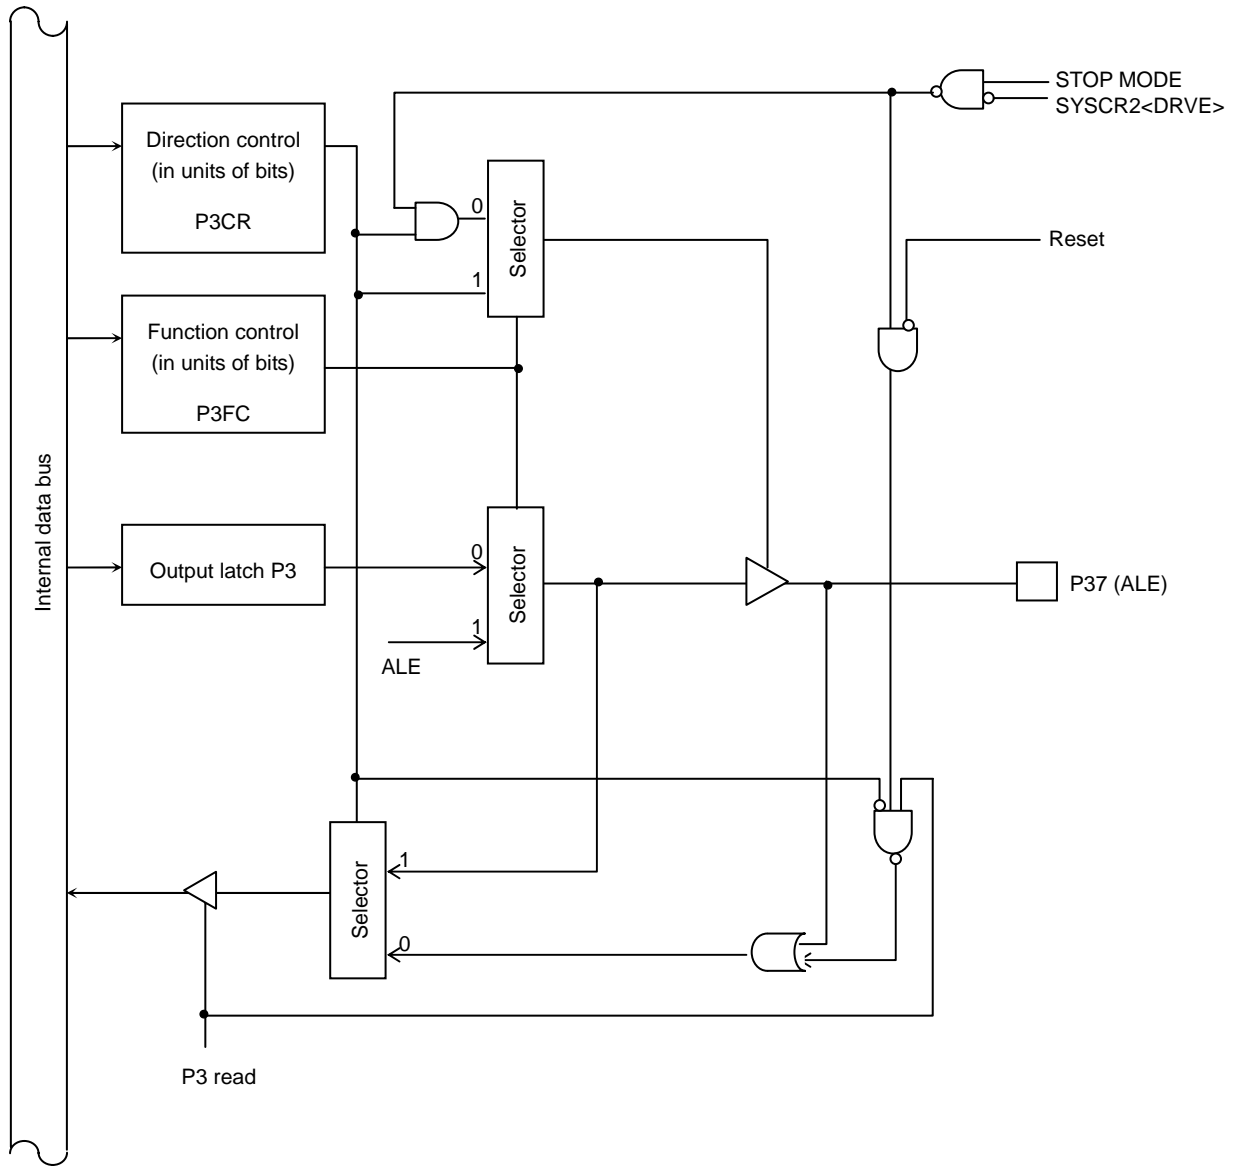 STOP MODE
SYSCR2<DRVE>
Direction control
(in units of bits)
P3CR
0
Selector
1
Reset
Function control
(in units of bits)
P3FC
Internal data bus
Output latch P3
0
Selector
1
ALE
P37 (ALE)
1
Selector
0
P3 read